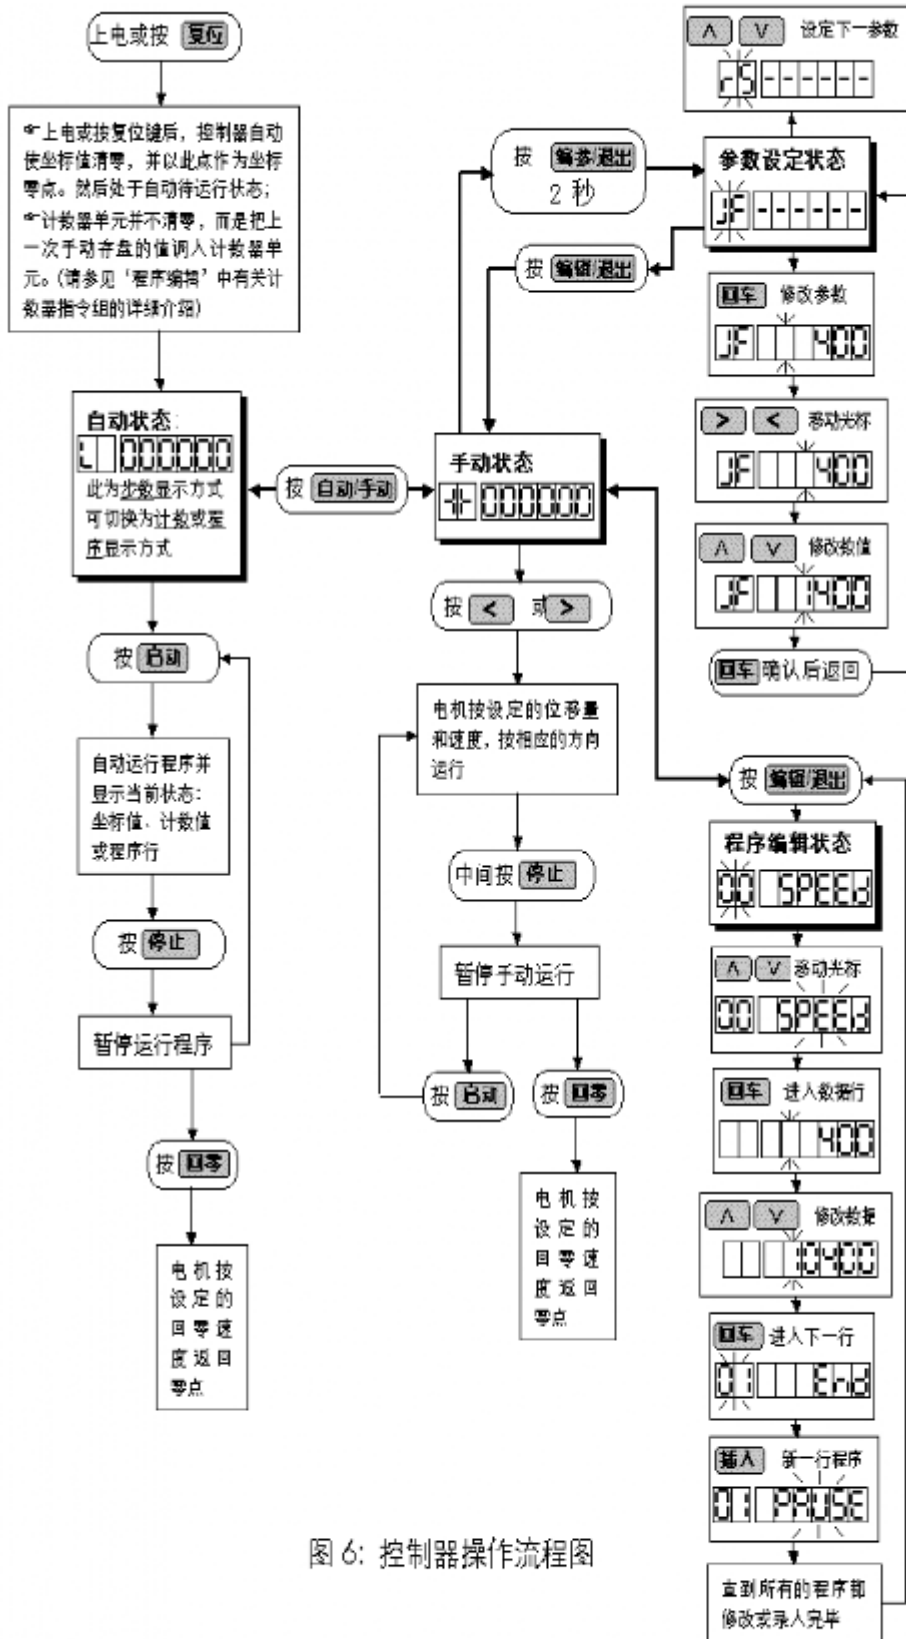 上电或按 复位
☞上电或按复位键后，控制器自动
使坐标值清零，并以此点作为坐标
零点。然后处于自动待运行状态；
☞计数器单元并不清零，而是把上
一次手动存盘的值调入计数器单
元。(请参见‘程序编辑’中有关计
数器指令组的详细介绍)
自动状态：
L 000000
此为步数显示方式
可切换为计数或程
序显示方式
按 启动
自动运行程序并
显示当前状态：
坐标值、计数值
或程序行
按 停止
暂停运行程序
按 回零
电机按
设定的
回零速
度返回
零点
按 自动/手动
按 编参/退出
2秒
按 编辑/退出
手动状态
000000
按 < 或 >
电机按设定的位移量
和速度，按相应的方向
运行
中间按 停止
暂停手动运行
按 启动
按 回零
电机按
设定的
回零速
度返回
零点
∧ ∨ 设定下一参数
rS ------
参数设定状态
JF ------
回车 修改参数
JF 400
> < 移动光标
JF 400
∧ ∨ 修改数值
JF 1400
回车 确认后返回
按 编辑/退出
程序编辑状态
00 SPEEd
∧ ∨ 移动光标
00 SPEEd
回车 进入数据行
400
∧ ∨ 修改数据
10400
回车 进入下一行
01 End
插入 新一行程序
01 PAUSE
直到所有的程序都
修改或录入完毕
图 6: 控制器操作流程图